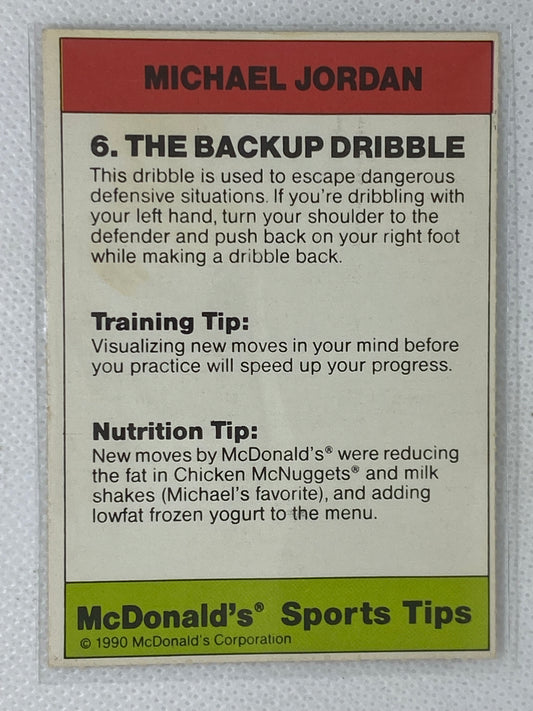 MICHAEL JORDAN
6. THE BACKUP DRIBBLE
This dribble is used to escape dangerous
defensive situations. If you're dribbling with
your left hand, turn your shoulder to the
defender and push back on your right foot
while making a dribble back.
Training Tip:
Visualizing new moves in your mind before
you practice will speed up your progress.
Nutrition Tip:
New moves by McDonald's® were reducing
the fat in Chicken McNuggets® and milk
shakes (Michael's favorite), and adding
lowfat frozen yogurt to the menu.
McDonald's® Sports Tips
© 1990 McDonald's Corporation